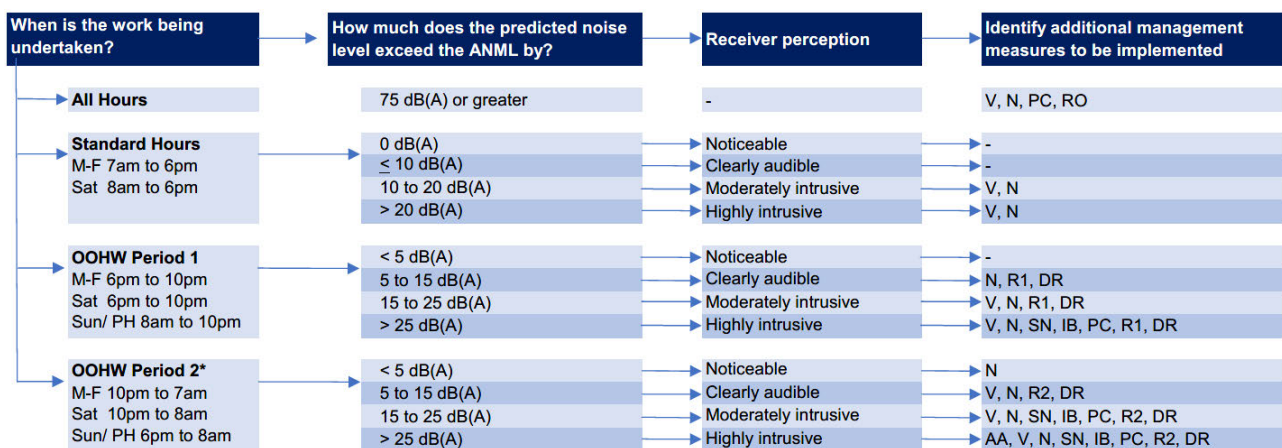 When is the work being undertaken?
How much does the predicted noise level exceed the ANML by?
Receiver perception
Identify additional management measures to be implemented
All Hours
75 dB(A) or greater
-
V, N, PC, RO
Standard Hours
M-F 7am to 6pm
Sat 8am to 6pm
0 dB(A)
Noticeable
-
≤ 10 dB(A)
Clearly audible
-
10 to 20 dB(A)
Moderately intrusive
V, N
> 20 dB(A)
Highly intrusive
V, N
OOHW Period 1
M-F 6pm to 10pm
Sat 6pm to 10pm
Sun/ PH 8am to 10pm
< 5 dB(A)
Noticeable
-
5 to 15 dB(A)
Clearly audible
N, R1, DR
15 to 25 dB(A)
Moderately intrusive
V, N, R1, DR
> 25 dB(A)
Highly intrusive
V, N, SN, IB, PC, R1, DR
OOHW Period 2*
M-F 10pm to 7am
Sat 10pm to 8am
Sun/ PH 6pm to 8am
< 5 dB(A)
Noticeable
N
5 to 15 dB(A)
Clearly audible
V, N, R2, DR
15 to 25 dB(A)
Moderately intrusive
V, N, SN, IB, PC, R2, DR
> 25 dB(A)
Highly intrusive
AA, V, N, SN, IB, PC, R2, DR